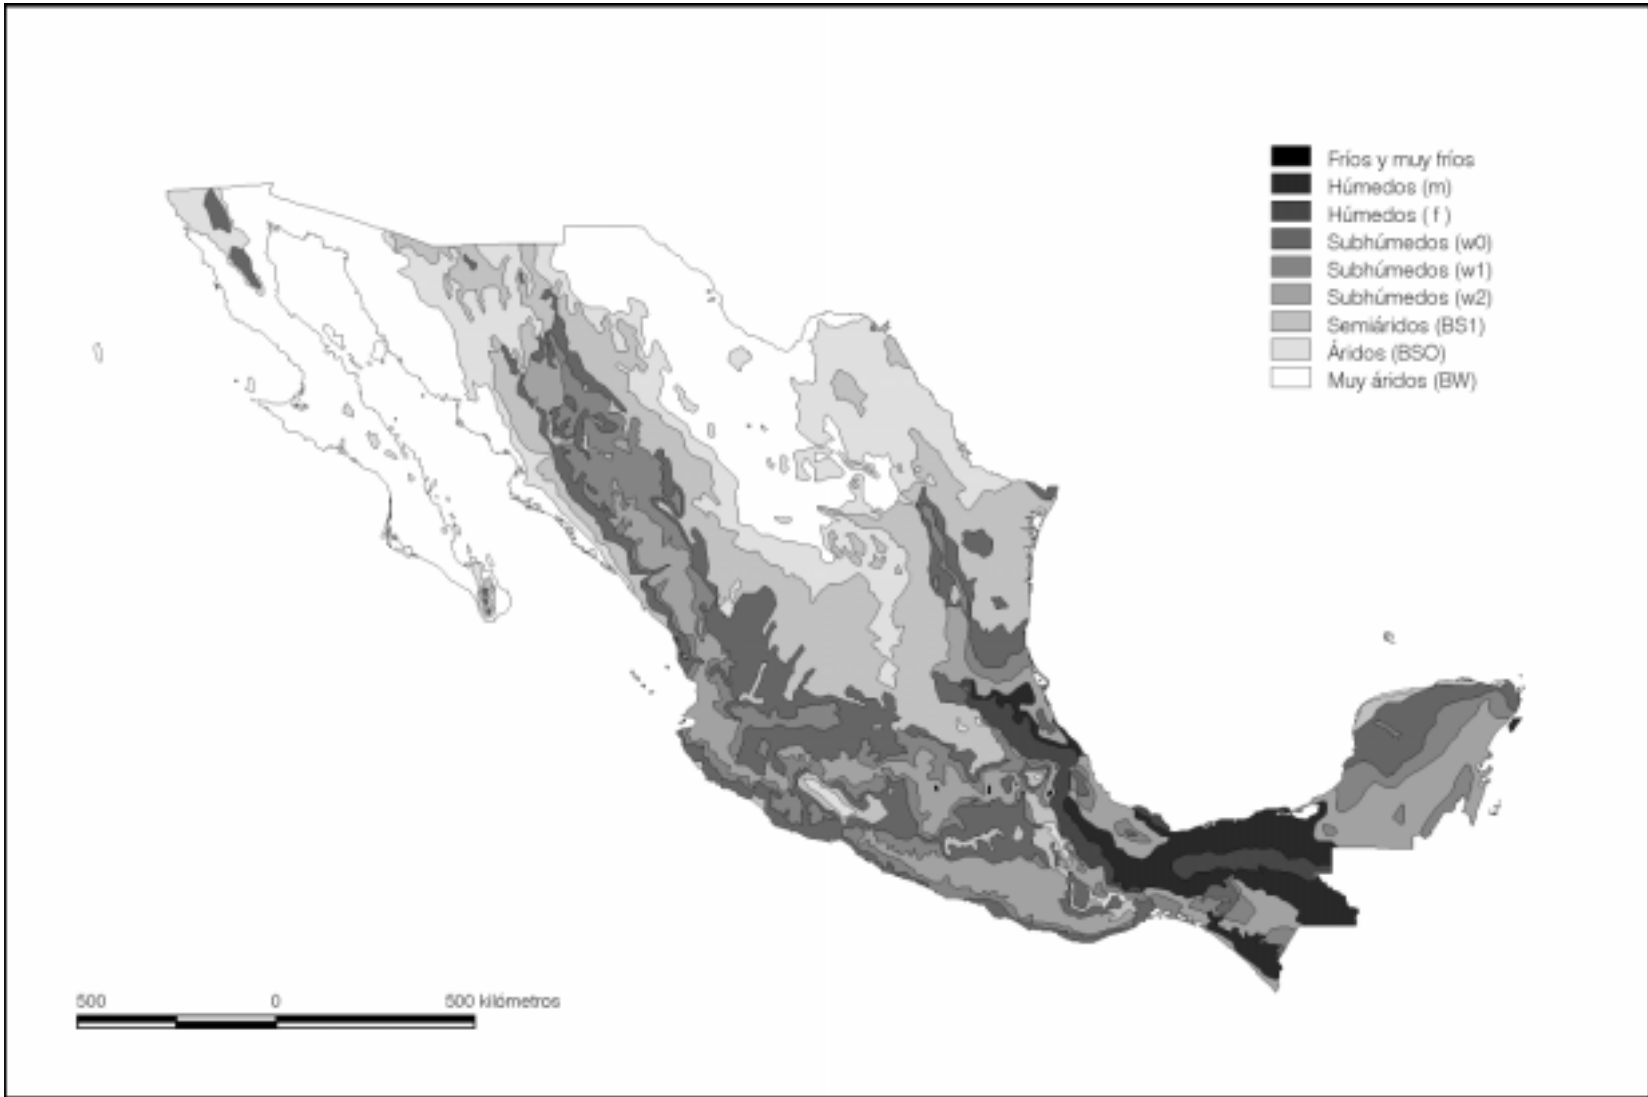 Fríos y muy fríos
Húmedos (m)
Húmedos ( f )
Subhúmedos (w0)
Subhúmedos (w1)
Subhúmedos (w2)
Semiáridos (BS1)
Áridos (BSO)
Muy áridos (BW)
500 0 500 kilómetros